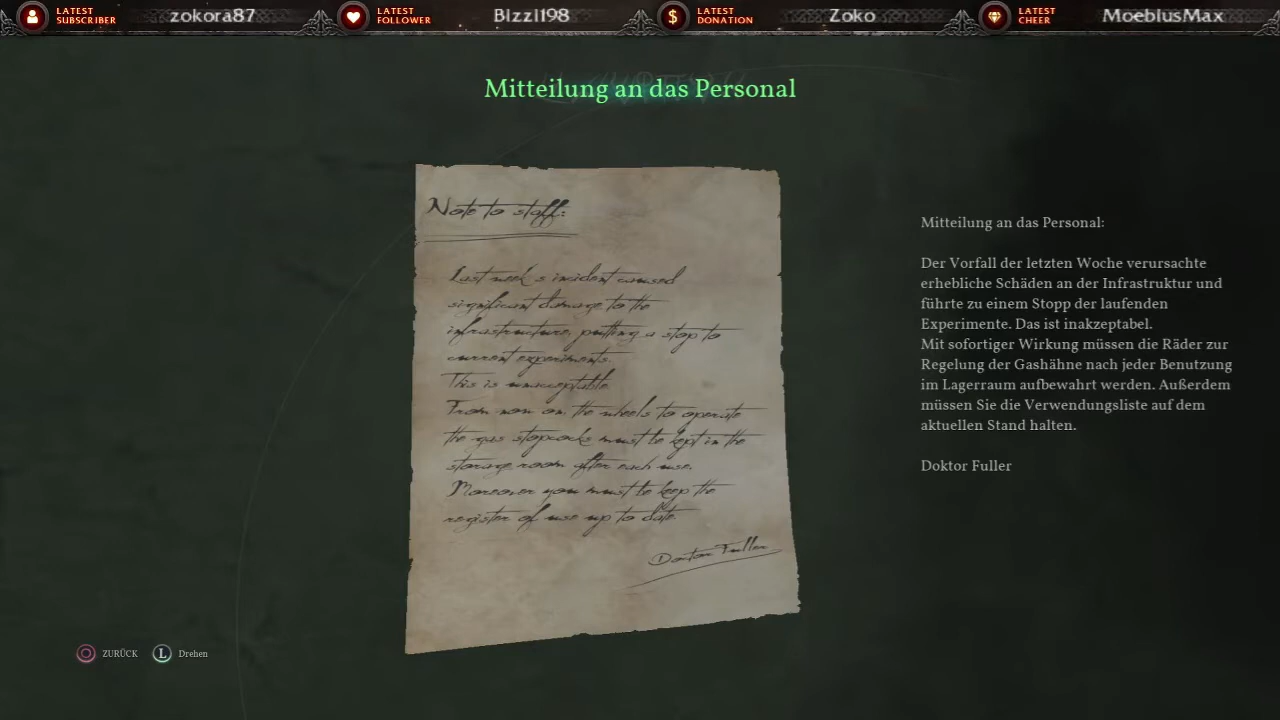 LATEST SUBSCRIBER
zokora87
LATEST FOLLOWER
Bizzl198
LATEST DONATION
Zoko
LATEST CHEER
MoebiusMax
Mitteilung an das Personal
Note to staff:
Last week s incident caused
significant damage to the
infrastructure, putting a stop to
current experiments.
This is unacceptable.
From now on, the wheels to operate
the gas stopcocks must be kept in the
storage room after each use.
Moreover you must be keep the
register of use up to date.
Doctor Fuller
Mitteilung an das Personal:
Der Vorfall der letzten Woche verursachte
erhebliche Schäden an der Infrastruktur und
führte zu einem Stopp der laufenden
Experimente. Das ist inakzeptabel.
Mit sofortiger Wirkung müssen die Räder zur
Regelung der Gashähne nach jeder Benutzung
im Lagerraum aufbewahrt werden. Außerdem
müssen Sie die Verwendungsliste auf dem
aktuellen Stand halten.
Doktor Fuller
ZURÜCK
L Drehen